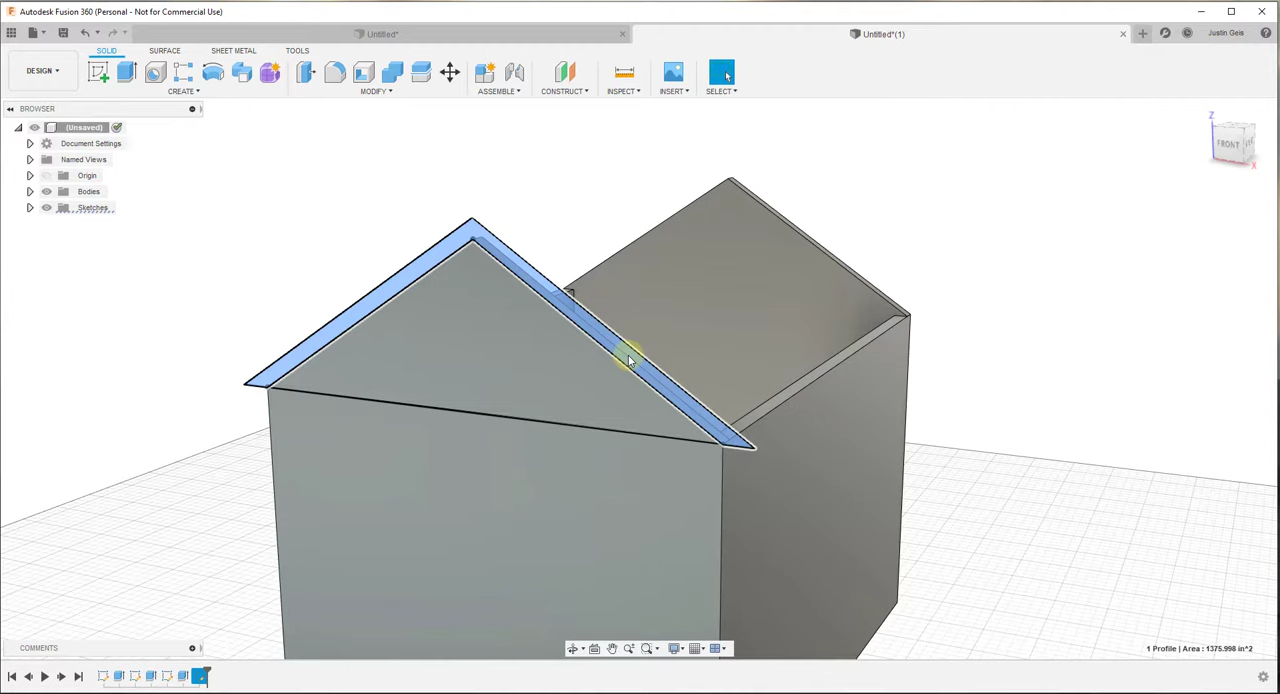 Autodesk Fusion 360 (Personal - Not for Commercial Use)
Untitled*
Untitled*(1)
Justin Geis
SOLID
SURFACE
SHEET METAL
TOOLS
DESIGN
CREATE
MODIFY
ASSEMBLE
CONSTRUCT
INSPECT
INSERT
SELECT
BROWSER
(Unsaved)
Document Settings
Named Views
Origin
Bodies
Sketches
Z
FRONT
X
COMMENTS
1 Profile | Area : 1375.998 in^2